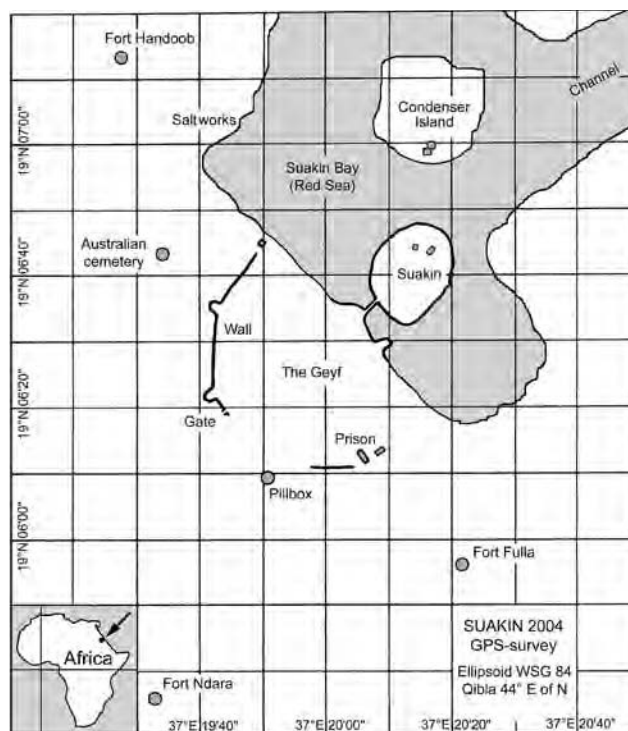 Fort Handoob
Channel
Condenser
Island
Saltworks
19°N 07'00"
Suakin Bay
(Red Sea)
Australian
cemetery
19°N 06'40"
Suakin
Wall
The Geyf
19°N 06'20"
Gate
Prison
Pillbox
19°N 06'00"
Fort Fulla
SUAKIN 2004
GPS-survey
Africa
Ellipsoid WSG 84
Qibla 44° E of N
Fort Ndara
37°E 19'40"
37°E 20'00"
37°E 20'20"
37°E 20'40"